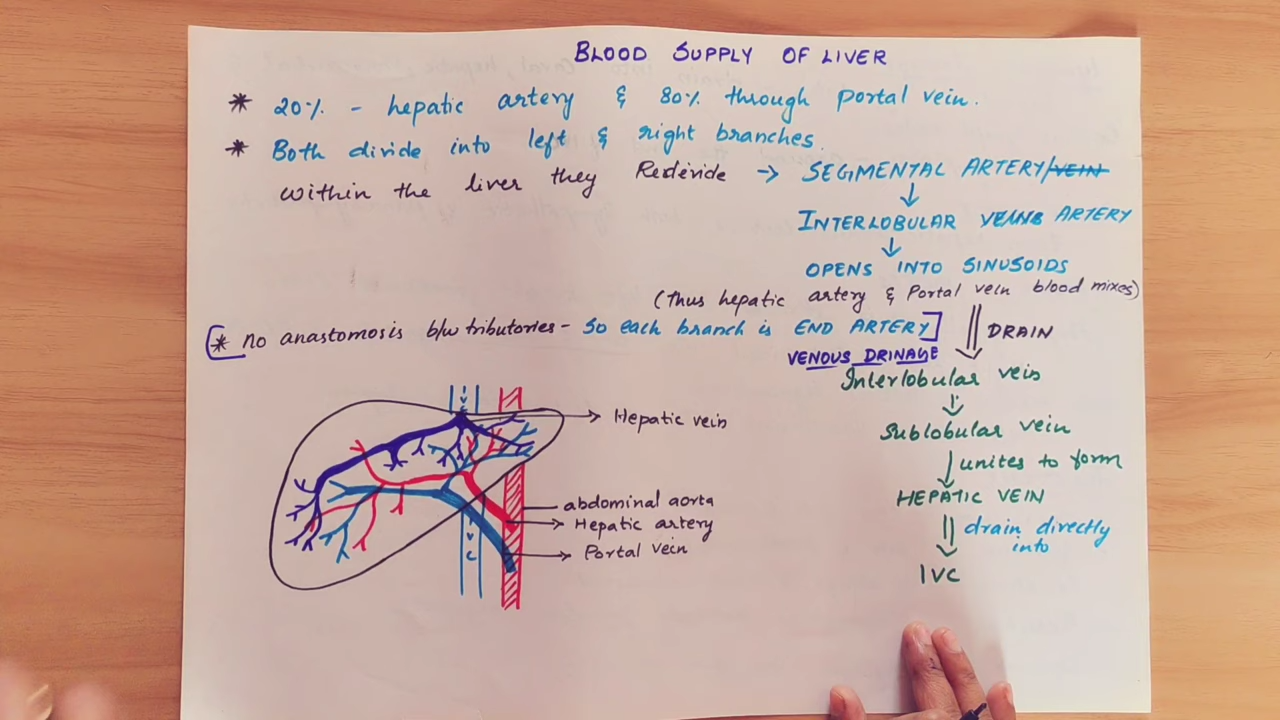 BLOOD SUPPLY OF LIVER
* 20% - hepatic artery & 80% through portal vein.
* Both divide into left & right branches.
within the liver they Redivide → SEGMENTAL ARTERY/VEIN
↓
INTERLOBULAR ARTERY
↓
OPENS INTO SINUSOIDS
(Thus hepatic artery & Portal vein blood mixes)
DRAIN
[* no anastomosis b/w tributories - So each branch is END ARTERY]
VENOUS DRINAGE
Interlobular vein
↓
Sublobular vein
↓ unites to form
HEPATIC VEIN
drain directly
into
IVC
I
V
C
Hepatic vein
abdominal aorta
Hepatic artery
Portal vein
I
V
C